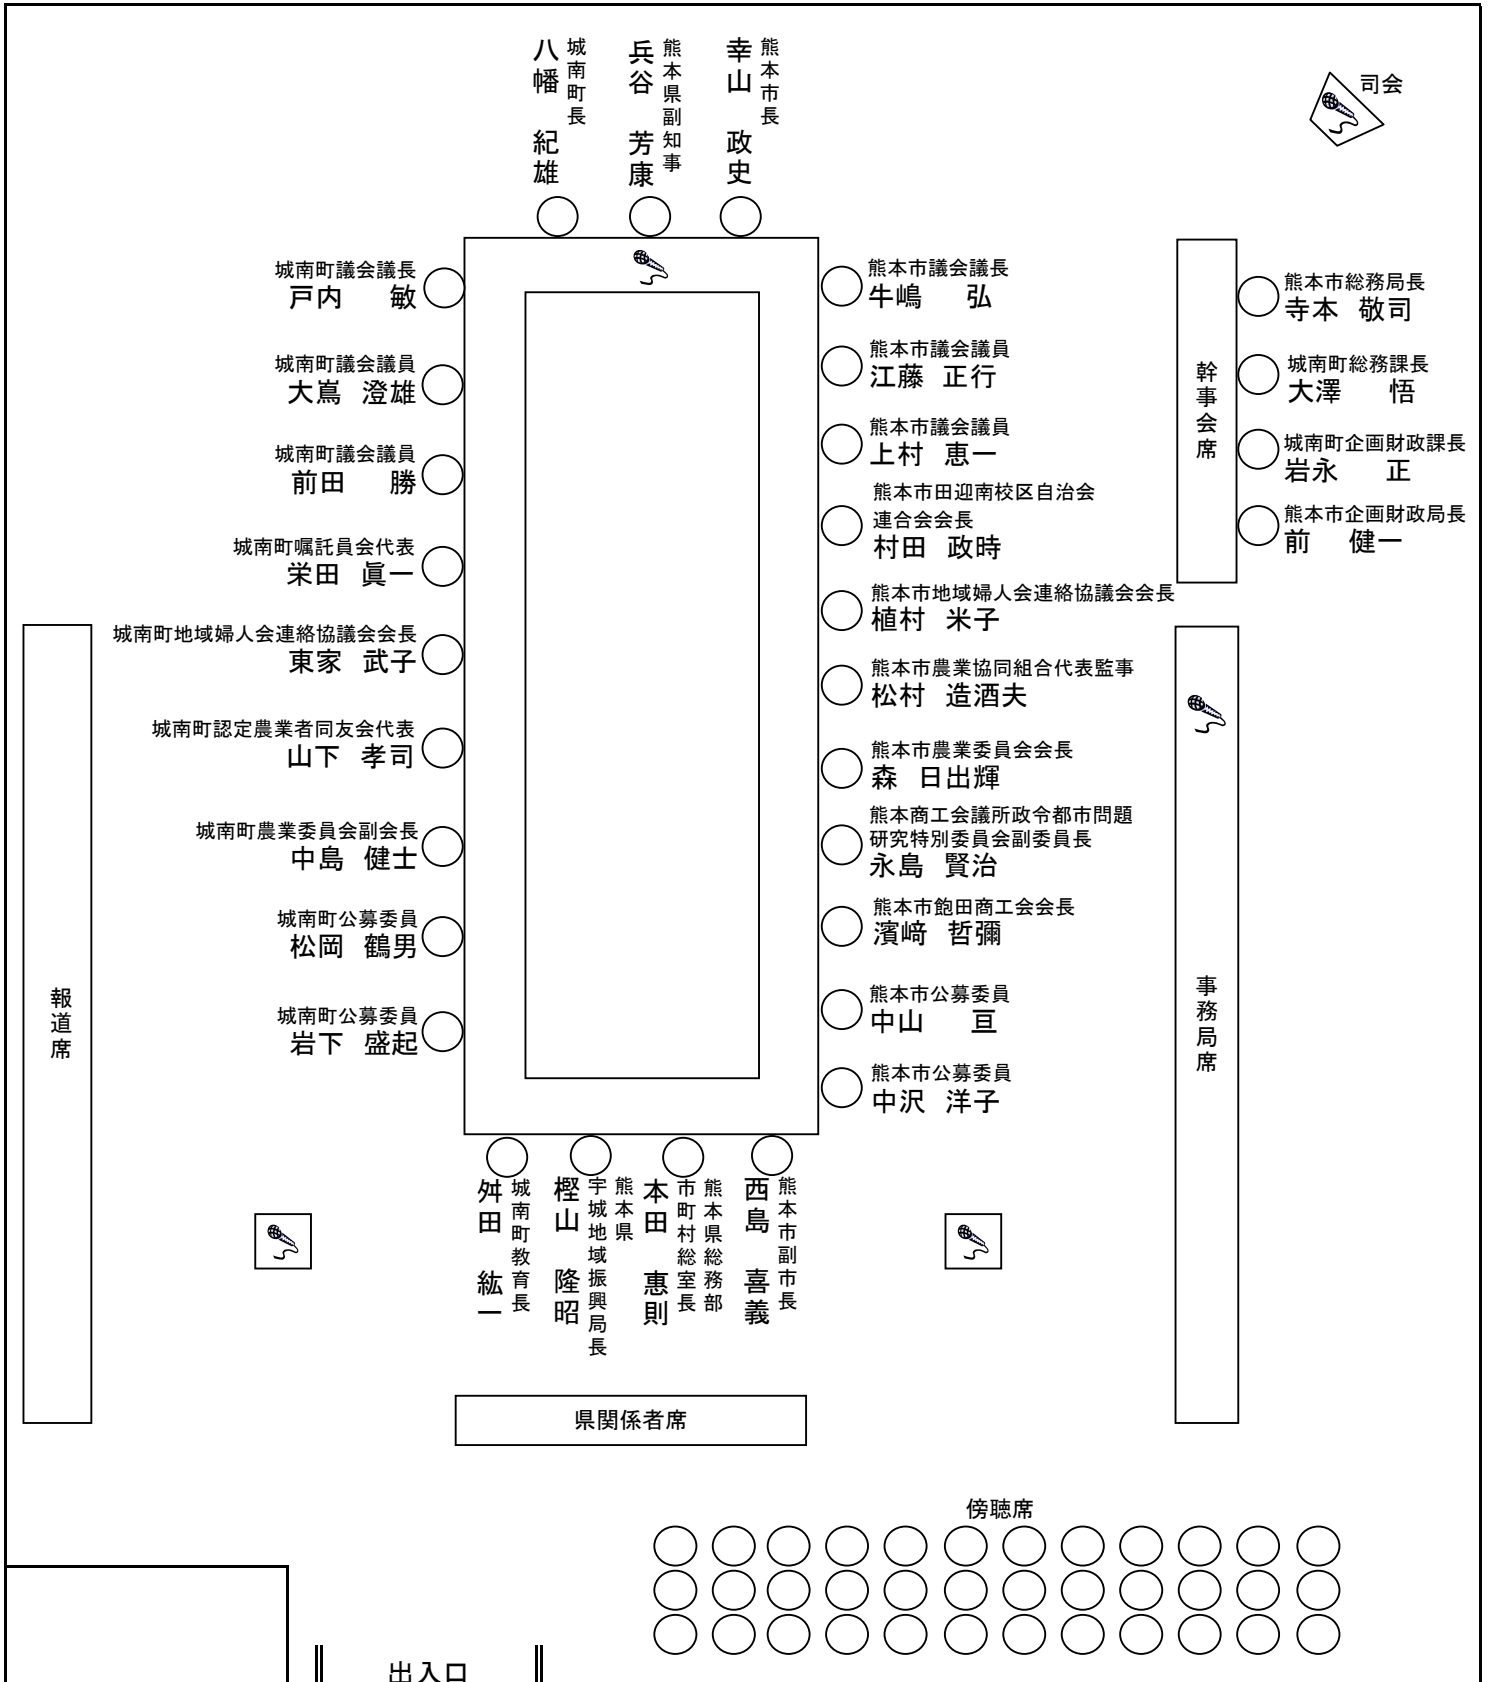 城南町長
八幡 紀雄
熊本県副知事
兵谷 芳康
熊本市長
幸山 政史
司会
城南町議会議長
戸内 敏
城南町議会議員
大嶌 澄雄
城南町議会議員
前田 勝
城南町嘱託員会代表
栄田 眞一
城南町地域婦人会連絡協議会会長
東家 武子
城南町認定農業者同友会代表
山下 孝司
城南町農業委員会副会長
中島 健士
城南町公募委員
松岡 鶴男
城南町公募委員
岩下 盛起
熊本市議会議長
牛嶋 弘
熊本市議会議員
江藤 正行
熊本市議会議員
上村 恵一
熊本市田迎南校区自治会
連合会会長
村田 政時
熊本市地域婦人会連絡協議会会長
植村 米子
熊本市農業協同組合代表監事
松村 造酒夫
熊本市農業委員会会長
森 日出輝
熊本商工会議所政令都市問題
研究特別委員会副委員長
永島 賢治
熊本市飽田商工会会長
濱﨑 哲彌
熊本市公募委員
中山 亘
熊本市公募委員
中沢 洋子
幹事会席
熊本市総務局長
寺本 敬司
城南町総務課長
大澤 悟
城南町企画財政課長
岩永 正
熊本市企画財政局長
前 健一
報道席
事務局席
城南町教育長
舛田 紘一
熊本県
宇城地域振興局長
樫山 隆昭
熊本県総務部
市町村総室長
本田 惠則
熊本市副市長
西島 喜義
県関係者席
傍聴席
出入口